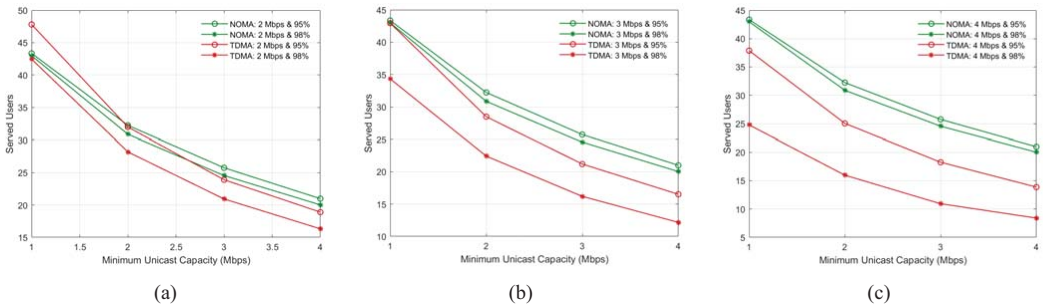 50
45
40
35
30
25
20
15
Served Users
NOMA: 2 Mbps & 95%
NOMA: 2 Mbps & 98%
TDMA: 2 Mbps & 95%
TDMA: 2 Mbps & 98%
1 1.5 2 2.5 3 3.5 4
Minimum Unicast Capacity (Mbps)
(a)
45
40
35
30
25
20
15
10
Served Users
NOMA: 3 Mbps & 95%
NOMA: 3 Mbps & 98%
TDMA: 3 Mbps & 95%
TDMA: 3 Mbps & 98%
1 2 3 4
Minimum Unicast Capacity (Mbps)
(b)
45
40
35
30
25
20
15
10
5
Served Users
NOMA: 4 Mbps & 95%
NOMA: 4 Mbps & 98%
TDMA: 4 Mbps & 95%
TDMA: 4 Mbps & 98%
1 2 3 4
Minimum Unicast Capacity (Mbps)
(c)